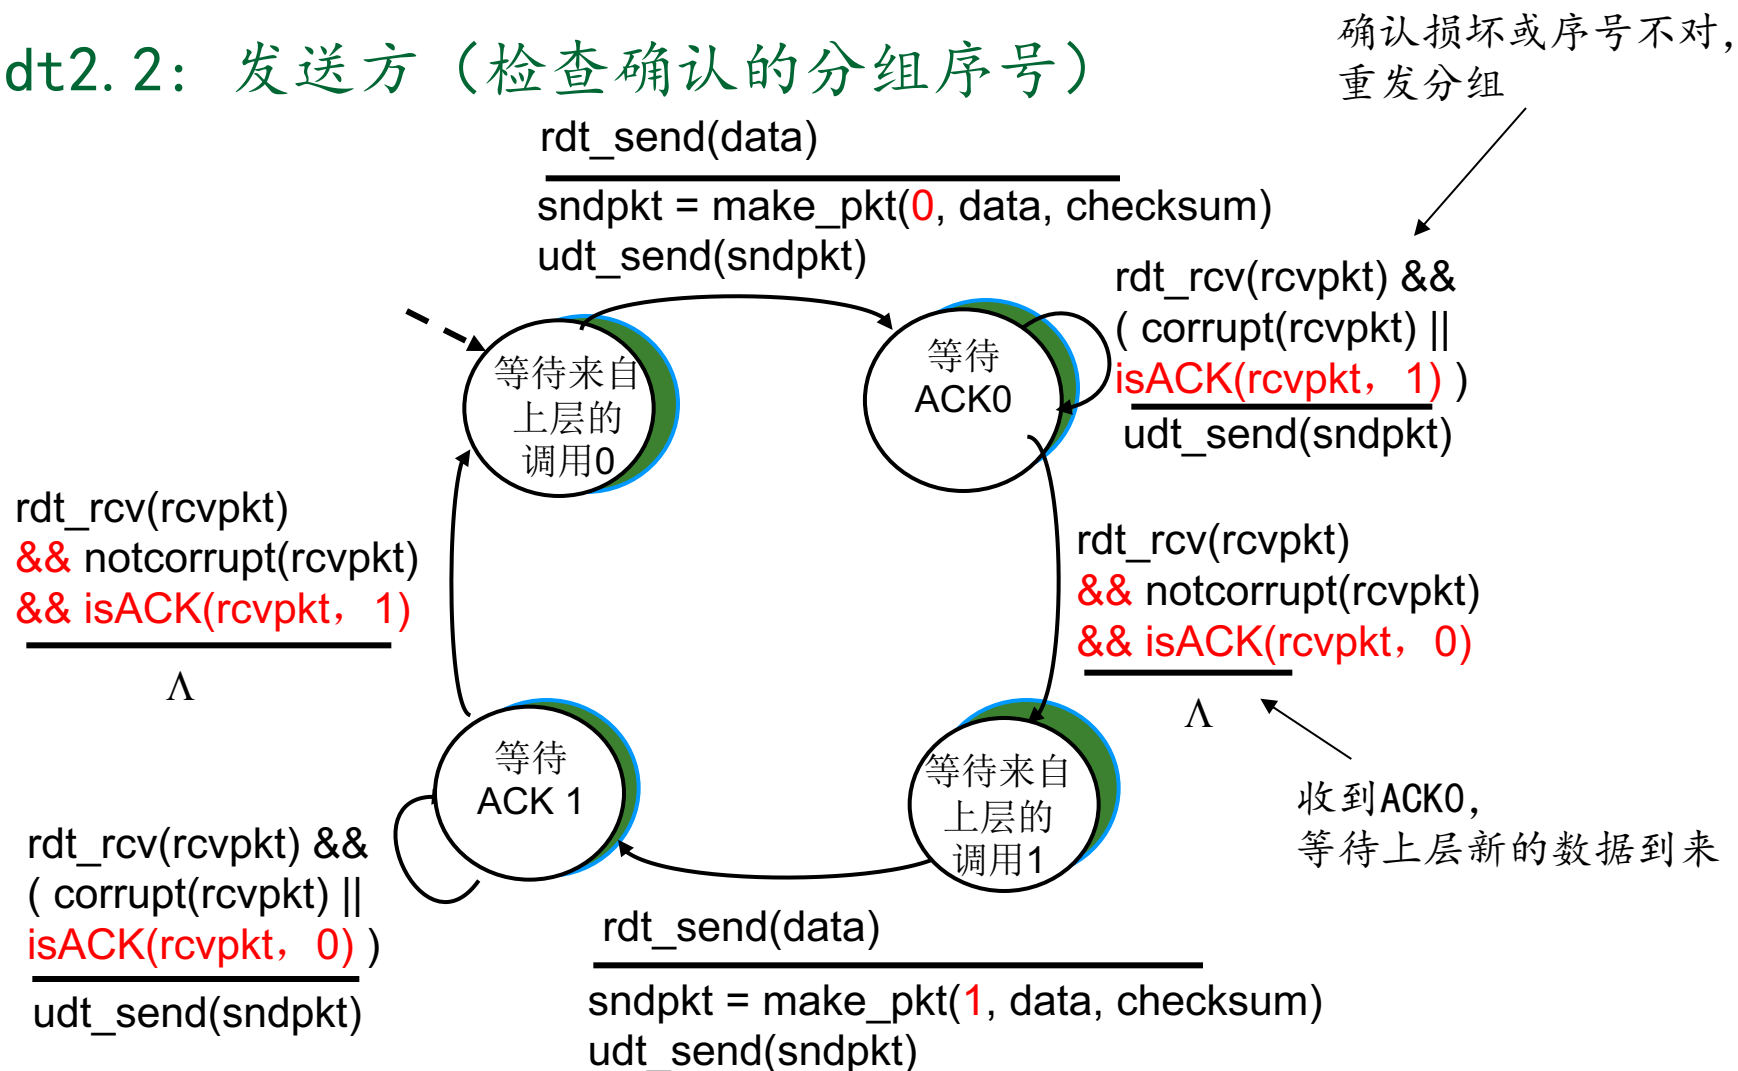 dt2.2: 发送方（检查确认的分组序号）
确认损坏或序号不对，
重发分组
rdt_send(data)
sndpkt = make_pkt(0, data, checksum)
udt_send(sndpkt)
rdt_rcv(rcvpkt) &&
( corrupt(rcvpkt) ||
isACK(rcvpkt，1) )
udt_send(sndpkt)
等待来自
上层的
调用0
等待
ACK0
rdt_rcv(rcvpkt)
&& notcorrupt(rcvpkt)
&& isACK(rcvpkt，1)
Λ
rdt_rcv(rcvpkt)
&& notcorrupt(rcvpkt)
&& isACK(rcvpkt，0)
Λ
等待
ACK 1
等待来自
上层的
调用1
收到ACK0，
等待上层新的数据到来
rdt_rcv(rcvpkt) &&
( corrupt(rcvpkt) ||
isACK(rcvpkt，0) )
udt_send(sndpkt)
rdt_send(data)
sndpkt = make_pkt(1, data, checksum)
udt_send(sndpkt)